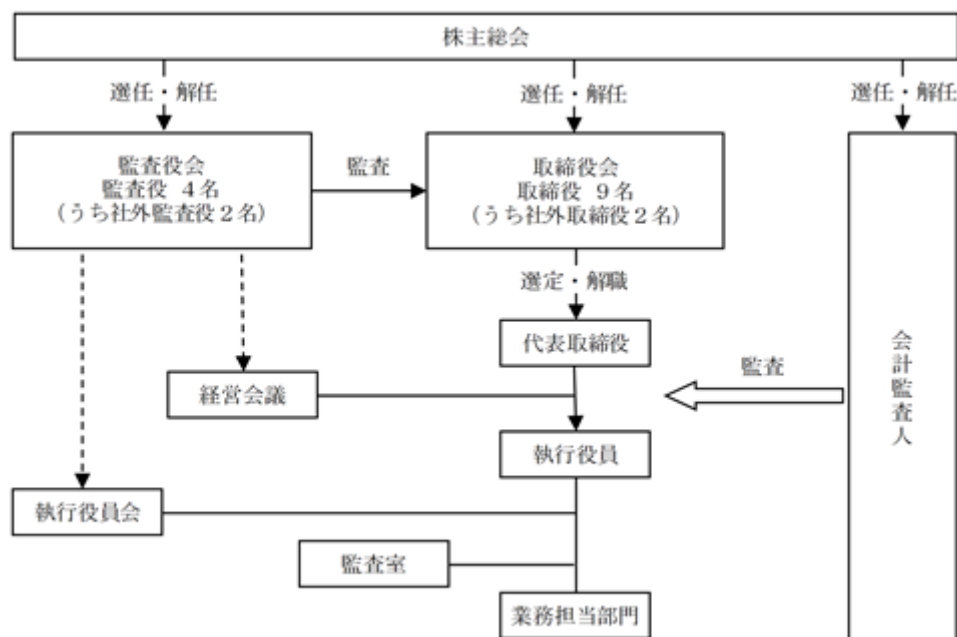 株主総会
選任・解任
選任・解任
選任・解任
監査役会
監査役 4名
(うち社外監査役2名)
監査
取締役会
取締役 9名
(うち社外取締役2名)
選定・解職
代表取締役
経営会議
監査
会計監査人
執行役員
執行役員会
監査室
業務担当部門